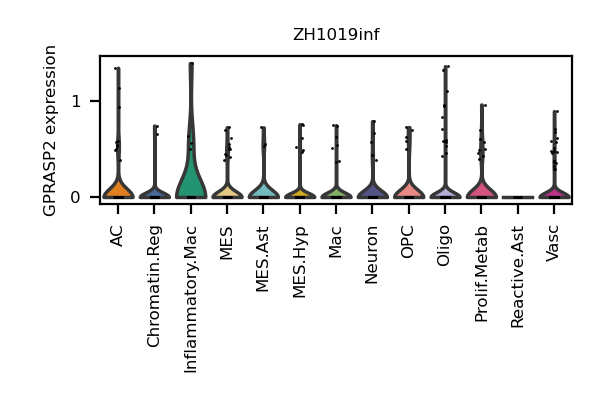 ZH1019inf
GPRASP2 expression
1
0
AC
Chromatin.Reg
Inflammatory.Mac
MES
MES.Ast
MES.Hyp
Mac
Neuron
OPC
Oligo
Prolif.Metab
Reactive.Ast
Vasc